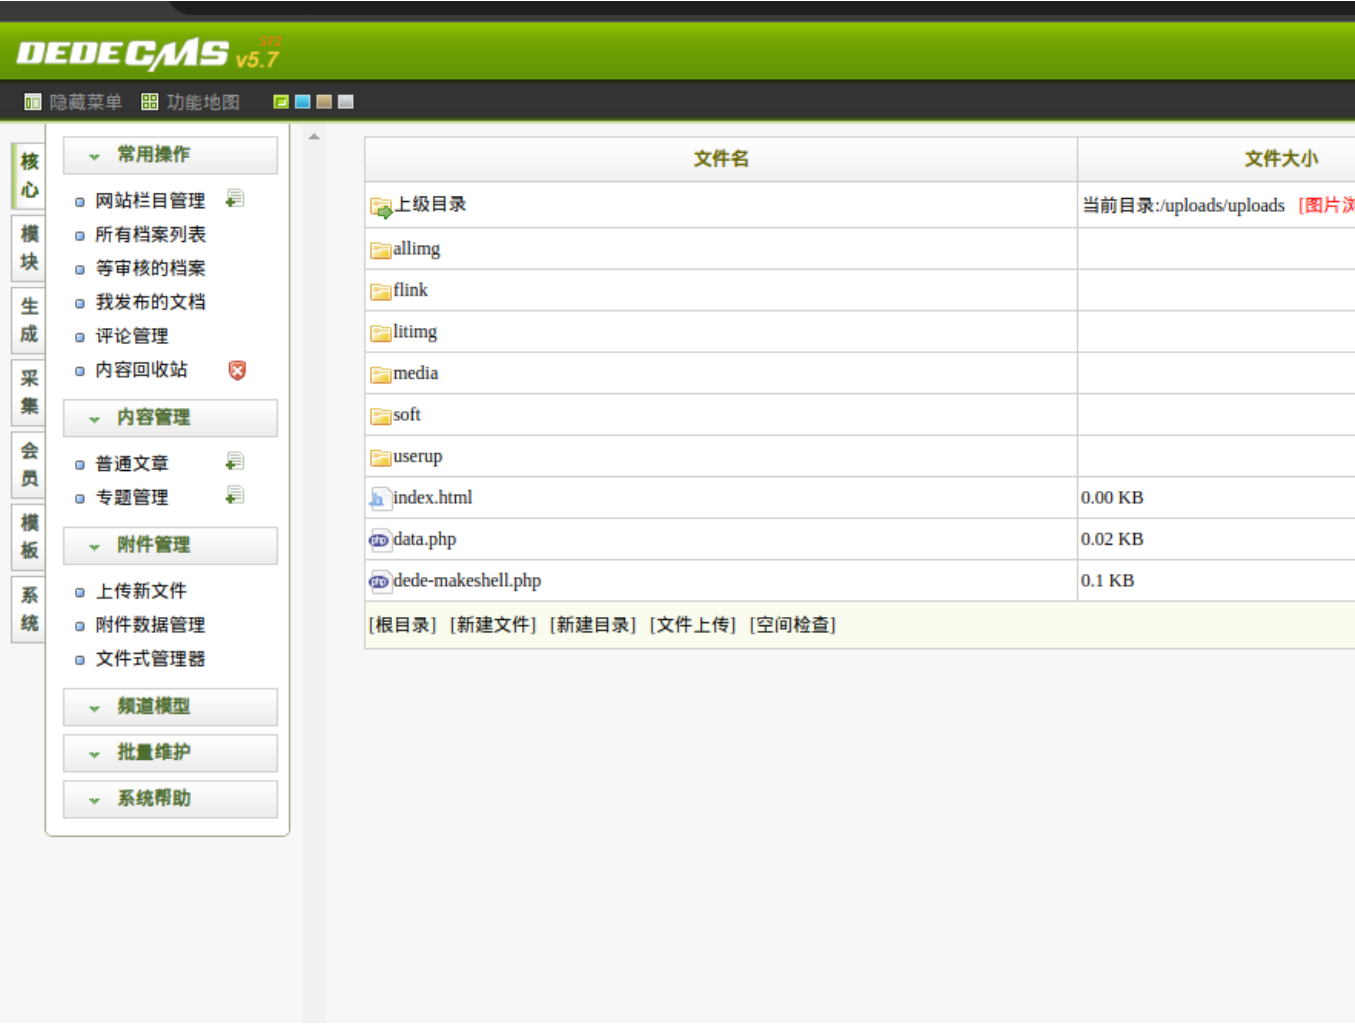 DEDECMS v5.7 SP2
隐藏菜单 功能地图
核心
模块
生成
采集
会员
模板
系统
常用操作
网站栏目管理
所有档案列表
等审核的档案
我发布的文档
评论管理
内容回收站
内容管理
普通文章
专题管理
附件管理
上传新文件
附件数据管理
文件式管理器
频道模型
批量维护
系统帮助
文件名 文件大小
上级目录 当前目录:/uploads/uploads [图片浏
allimg
flink
litimg
media
soft
userup
index.html 0.00 KB
data.php 0.02 KB
dede-makeshell.php 0.1 KB
[根目录] [新建文件] [新建目录] [文件上传] [空间检查]